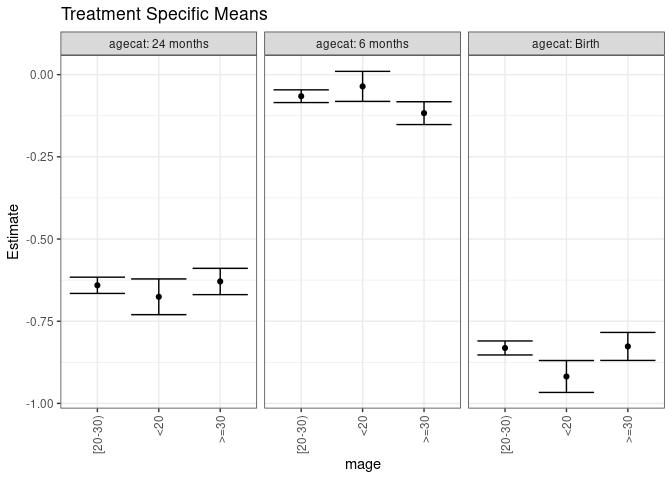 Treatment Specific Means
agecat: 24 months
agecat: 6 months
agecat: Birth
Estimate
0.00
-0.25
-0.50
-0.75
-1.00
[20-30)
<20
>=30
[20-30)
<20
>=30
[20-30)
<20
>=30
mage